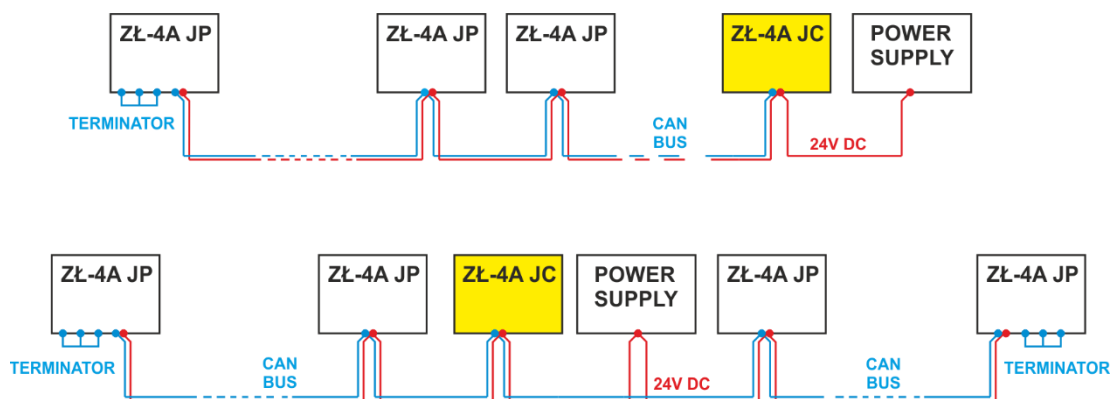 ZŁ-4A JP
ZŁ-4A JP
ZŁ-4A JP
ZŁ-4A JC
POWER
SUPPLY
TERMINATOR
CAN
BUS
24V DC
ZŁ-4A JP
ZŁ-4A JP
ZŁ-4A JC
POWER
SUPPLY
ZŁ-4A JP
ZŁ-4A JP
TERMINATOR
CAN
BUS
24V DC
CAN
BUS
TERMINATOR